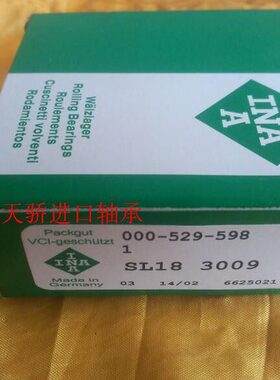 INA
A
Wälzlager
Rolling Bearings
Roulements
Cuscinetti volventi
Rodamientos
天骄进口轴承
Packgut
VCI-geschützt
000-529-598
1
I
INA
A
SL18 3009
Made in
Germany
03 14/02 6625021